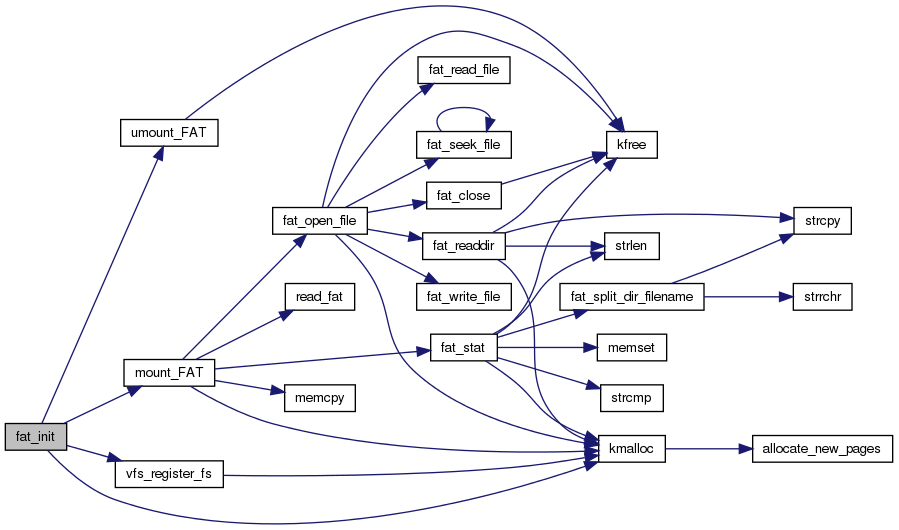 fat_init
umount_FAT
mount_FAT
vfs_register_fs
fat_open_file
read_fat
memcpy
fat_read_file
fat_seek_file
fat_close
fat_readdir
fat_write_file
fat_stat
kfree
strlen
fat_split_dir_filename
memset
strcmp
kmalloc
strcpy
strrchr
allocate_new_pages